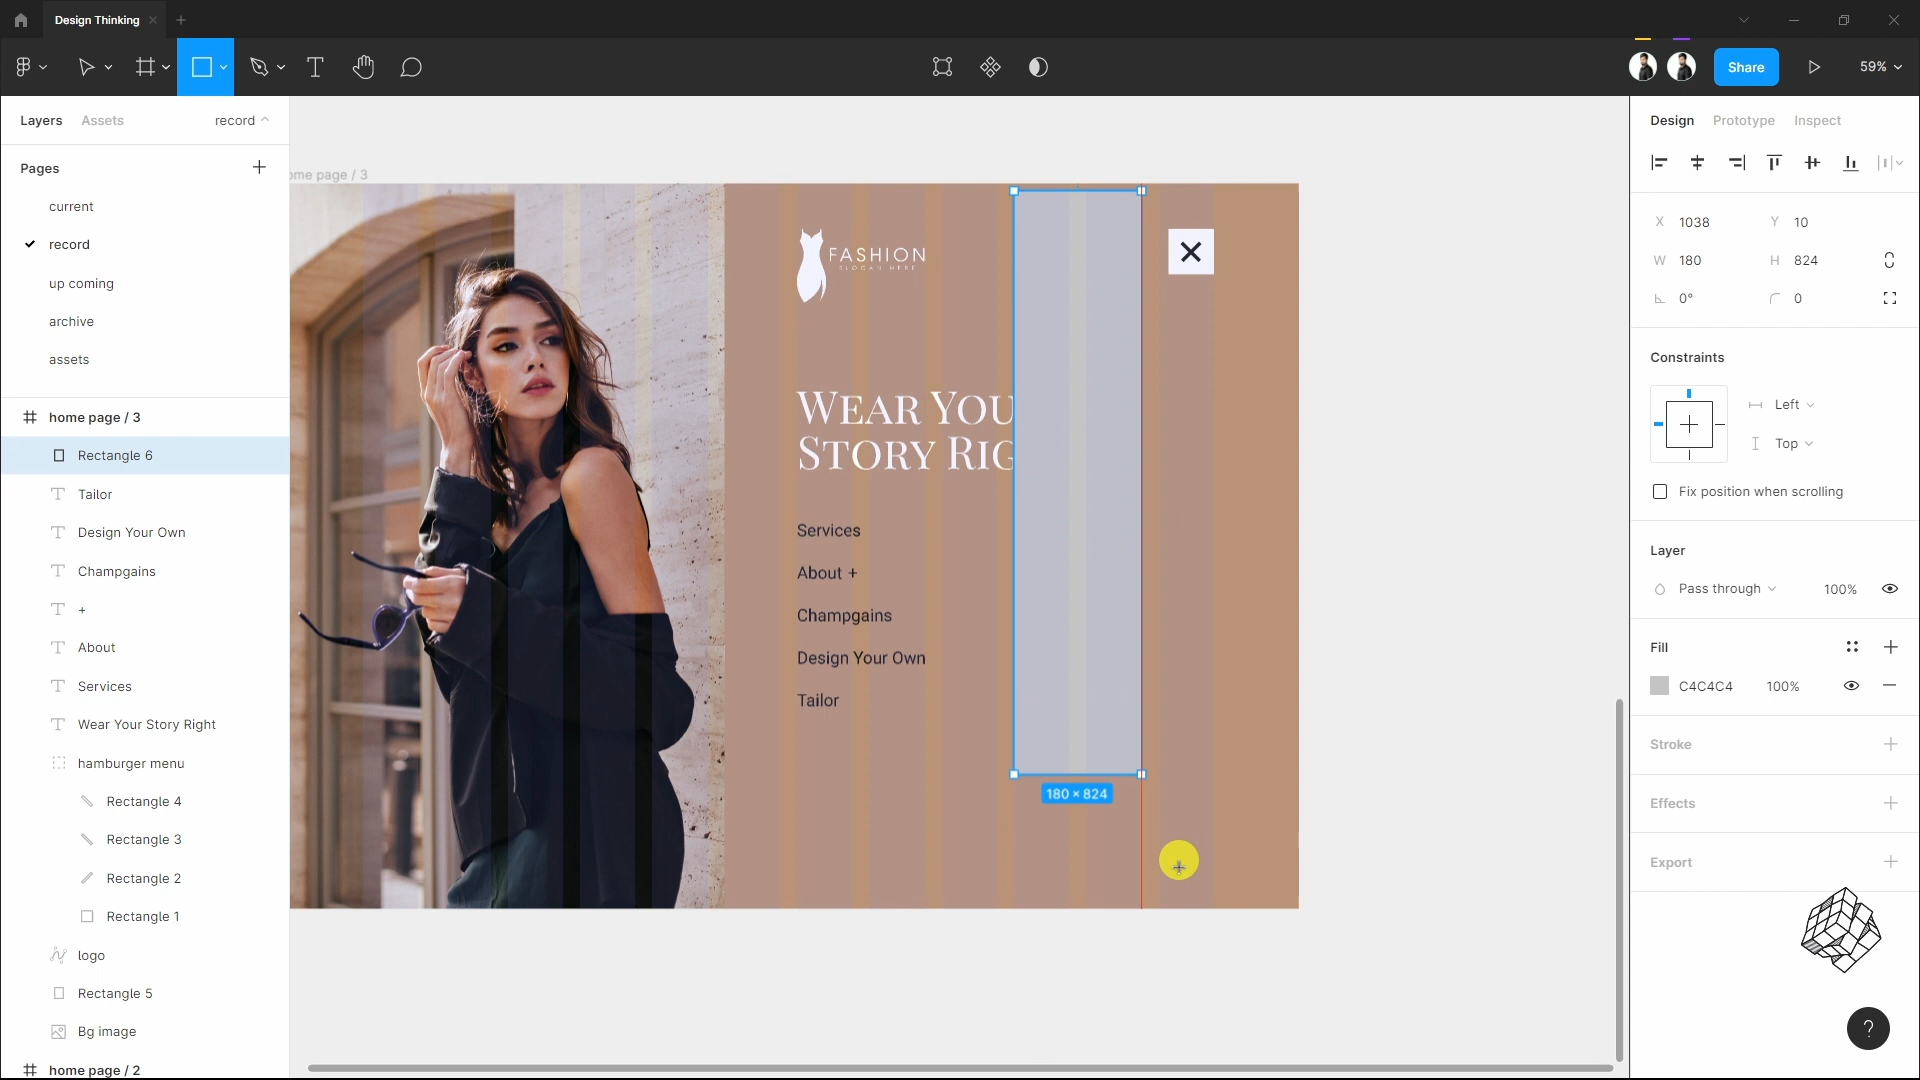 Design Thinking
Share
59%
Layers
Assets
record
Pages
current
record
up coming
archive
assets
home page / 3
Rectangle 6
Tailor
Design Your Own
Champgains
+
About
Services
Wear Your Story Right
hamburger menu
Rectangle 4
Rectangle 3
Rectangle 2
Rectangle 1
logo
Rectangle 5
Bg image
home page / 2
ome page / 3
FASHION
SLOGAN HERE
WEAR YOU
STORY RIG
Services
About +
Champgains
Design Your Own
Tailor
180 × 824
Design
Prototype
Inspect
X 1038
Y 10
W 180
H 824
0°
0
Constraints
Left
Top
Fix position when scrolling
Layer
Pass through
100%
Fill
C4C4C4
100%
Stroke
Effects
Export
?